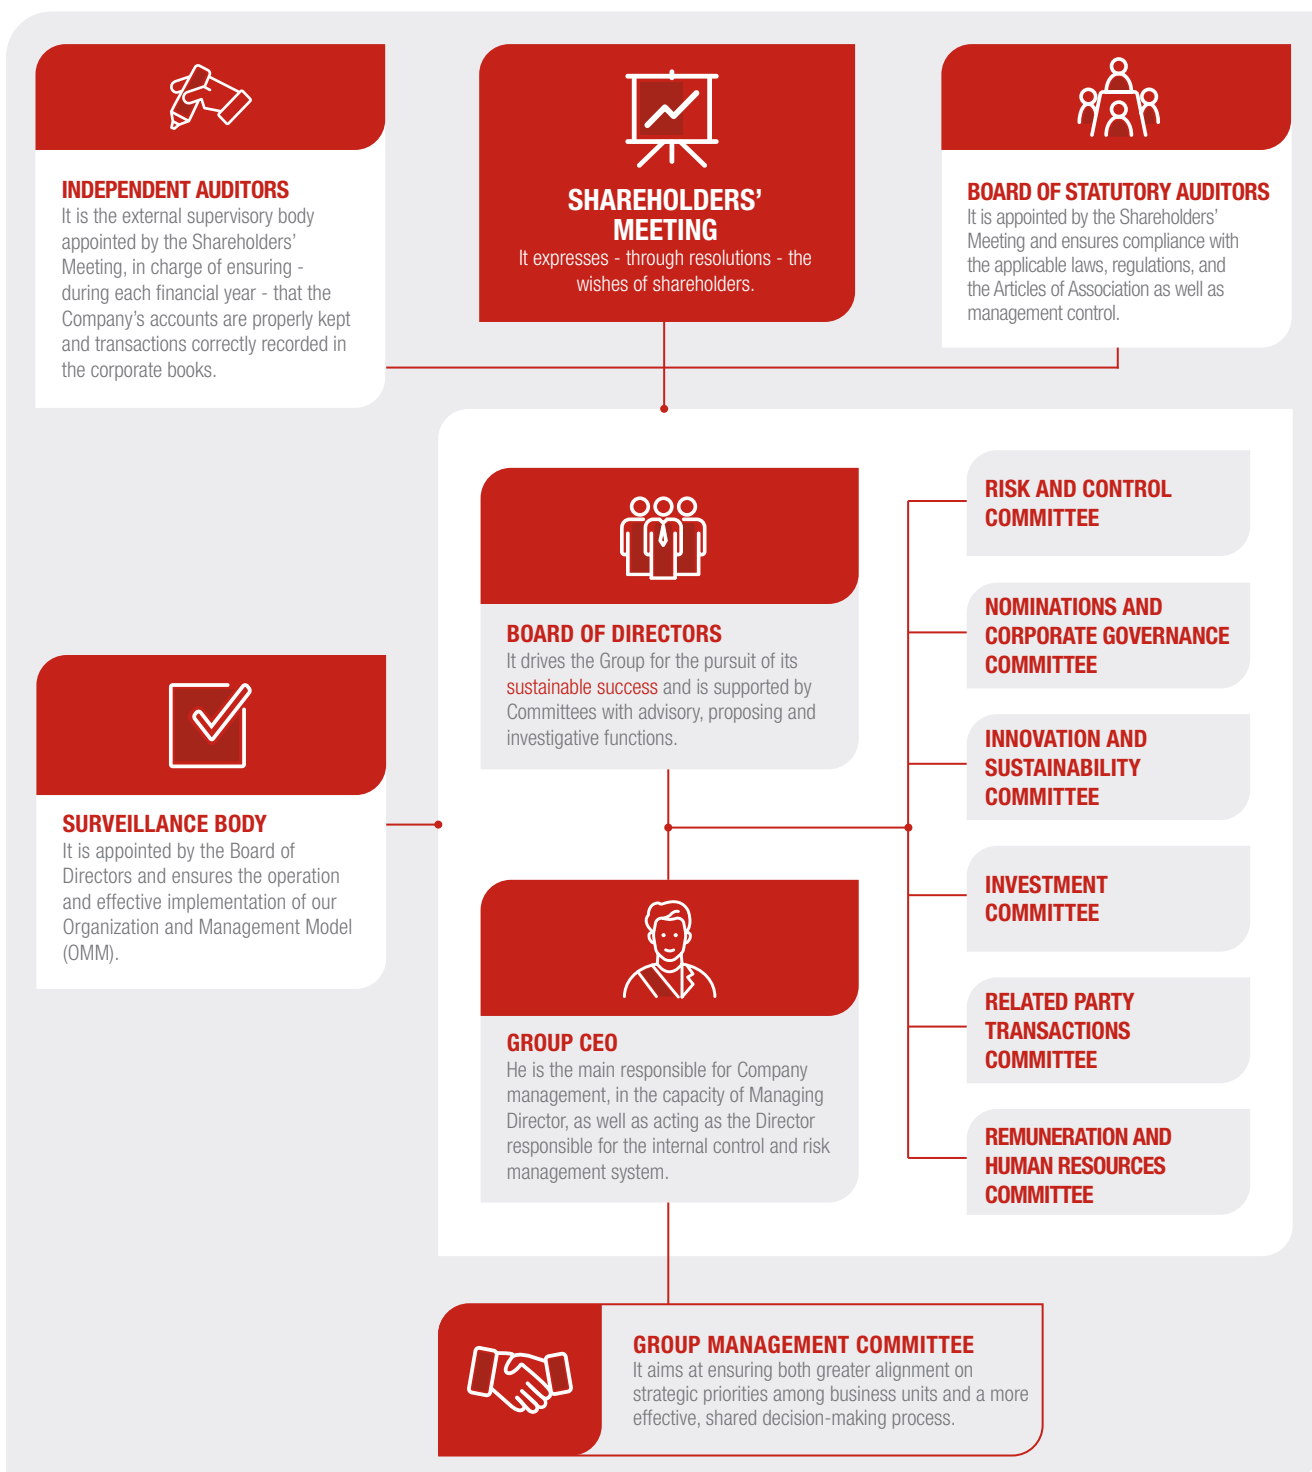 INDEPENDENT AUDITORS
It is the external supervisory body
appointed by the Shareholders’
Meeting, in charge of ensuring -
during each financial year - that the
Company’s accounts are properly kept
and transactions correctly recorded in
the corporate books.
SHAREHOLDERS’
MEETING
It expresses - through resolutions - the
wishes of shareholders.
BOARD OF STATUTORY AUDITORS
It is appointed by the Shareholders’
Meeting and ensures compliance with
the applicable laws, regulations, and
the Articles of Association as well as
management control.
BOARD OF DIRECTORS
It drives the Group for the pursuit of its
sustainable success and is supported by
Committees with advisory, proposing and
investigative functions.
RISK AND CONTROL
COMMITTEE
NOMINATIONS AND
CORPORATE GOVERNANCE
COMMITTEE
INNOVATION AND
SUSTAINABILITY
COMMITTEE
INVESTMENT
COMMITTEE
RELATED PARTY
TRANSACTIONS
COMMITTEE
REMUNERATION AND
HUMAN RESOURCES
COMMITTEE
SURVEILLANCE BODY
It is appointed by the Board of
Directors and ensures the operation
and effective implementation of our
Organization and Management Model
(OMM).
GROUP CEO
He is the main responsible for Company
management, in the capacity of Managing
Director, as well as acting as the Director
responsible for the internal control and risk
management system.
GROUP MANAGEMENT COMMITTEE
It aims at ensuring both greater alignment on
strategic priorities among business units and a more
effective, shared decision-making process.